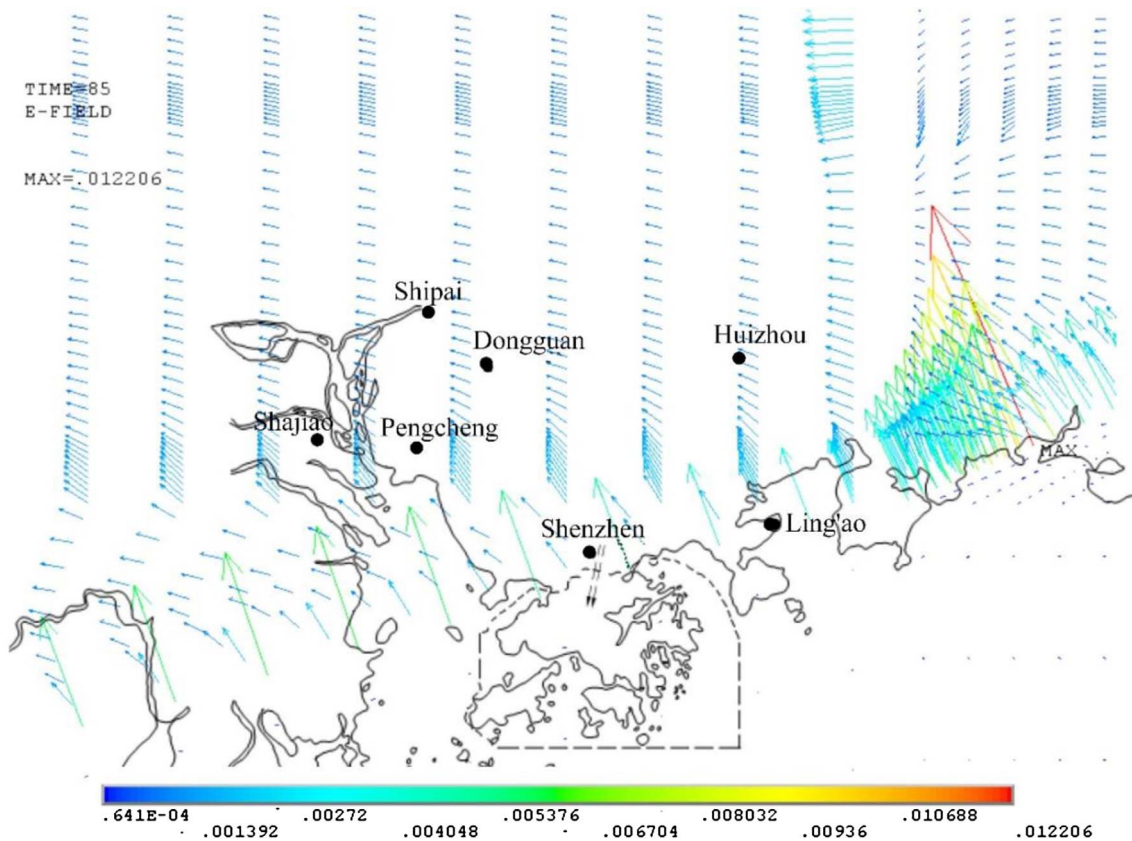 TIME=85
E-FIELD
MAX=.012206
Shipai
Dongguan
Huizhou
Shajiao
Pengcheng
MAX
Shenzhen
Ling'ao
.641E-04
.00272
.005376
.008032
.010688
.001392
.004048
.006704
.00936
.012206